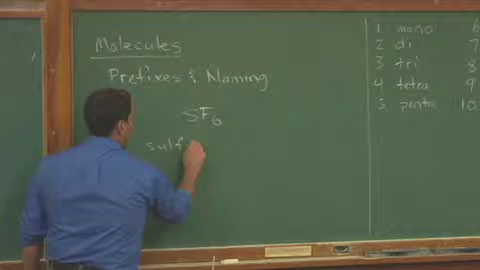 Molecules
Prefixes & Naming
SF6
sulf
1 mono 6
2 di 7
3 tri 8
4 tetra 9
5 penta 10